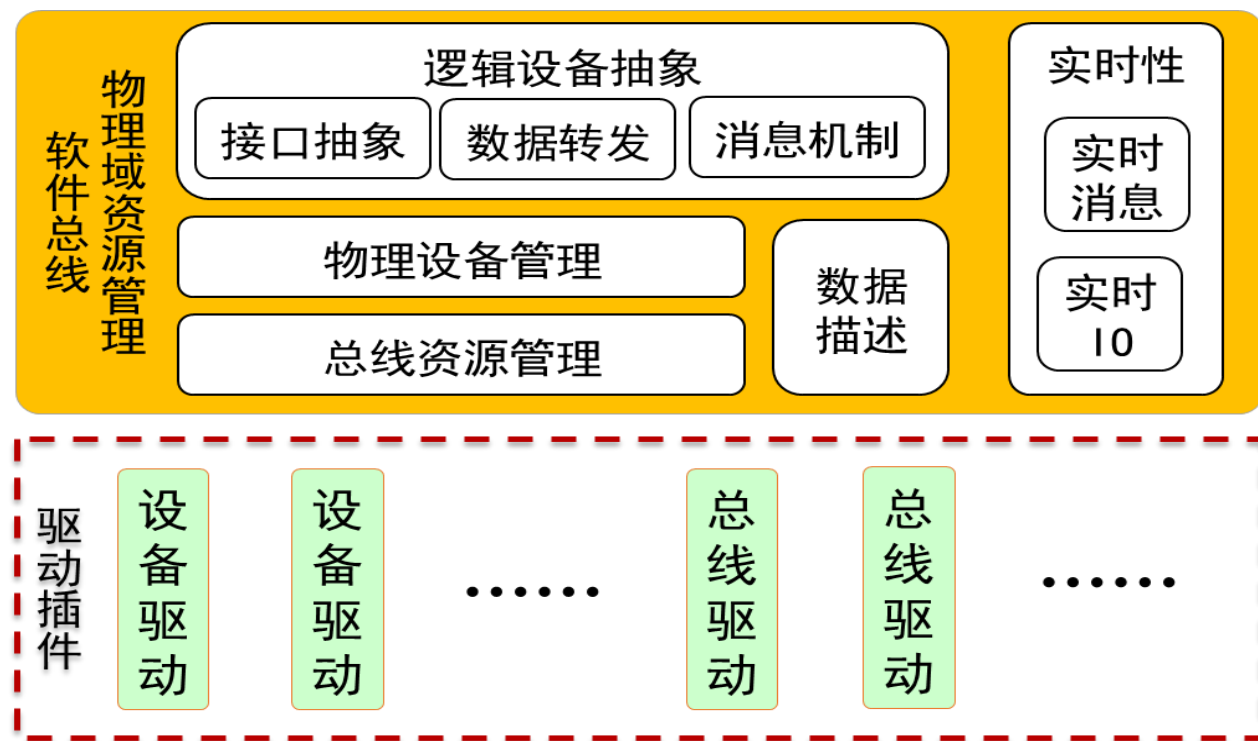 物理域资源管理
软件总线
逻辑设备抽象
接口抽象
数据转发
消息机制
物理设备管理
总线资源管理
数据
描述
实时性
实时
消息
实时
IO
驱动插件
设备驱动
设备驱动
……
总线驱动
总线驱动
……